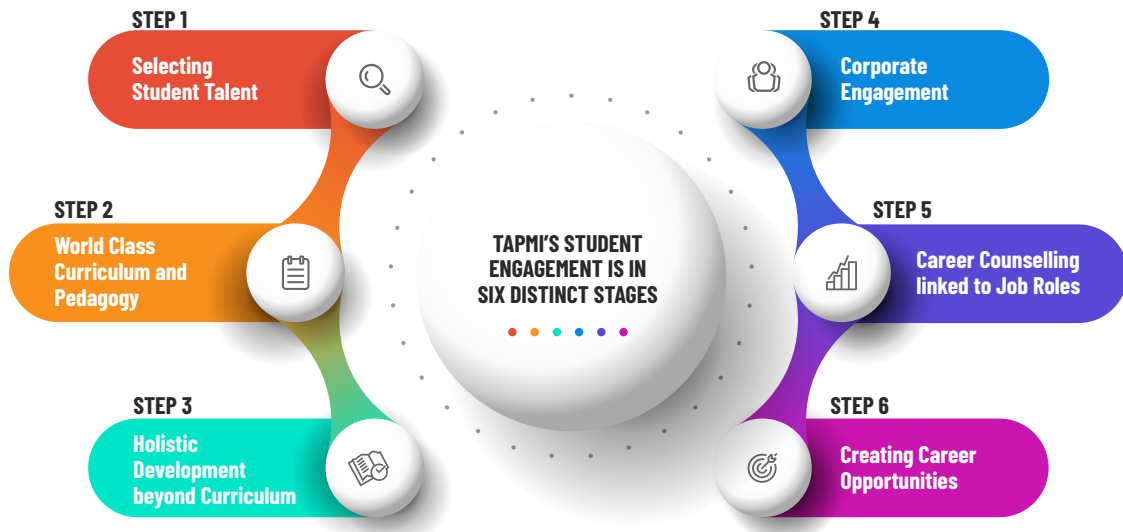 STEP 1
Selecting
Student Talent
STEP 2
World Class
Curriculum and
Pedagogy
STEP 3
Holistic
Development
beyond Curriculum
TAPMI'S STUDENT
ENGAGEMENT IS IN
SIX DISTINCT STAGES
STEP 4
Corporate
Engagement
STEP 5
Career Counselling
linked to Job Roles
STEP 6
Creating Career
Opportunities